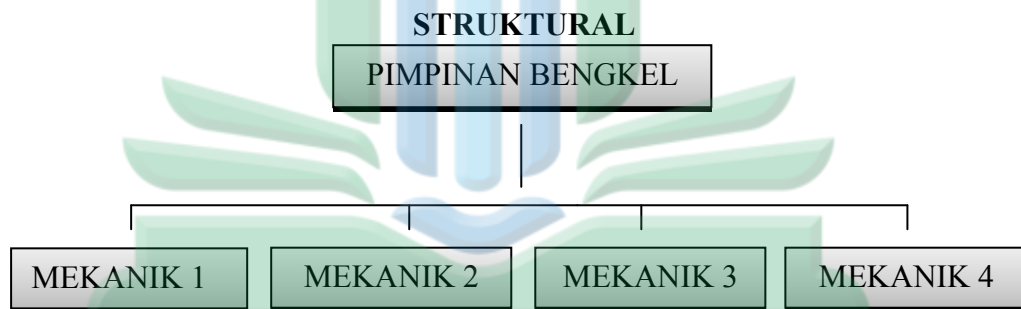 STRUKTURAL
PIMPINAN BENGKEL
MEKANIK 1 MEKANIK 2 MEKANIK 3 MEKANIK 4